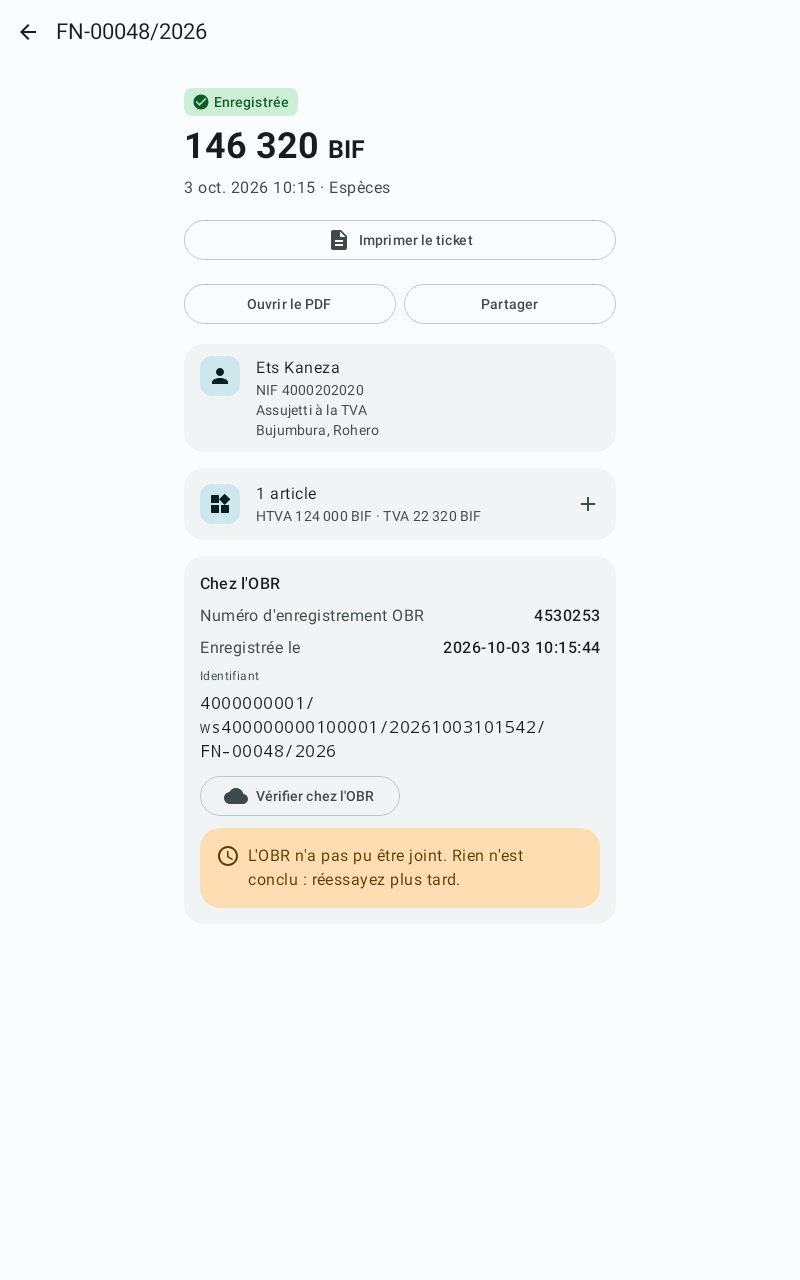 FN-00048/2026
Enregistrée
146 320 BIF
3 oct. 2026 10:15 · Espèces
Imprimer le ticket
Ouvrir le PDF
Partager
Ets Kaneza
NIF 4000202020
Assujetti à la TVA
Bujumbura, Rohero
1 article
HTVA 124 000 BIF · TVA 22 320 BIF
Chez l'OBR
Numéro d'enregistrement OBR 4530253
Enregistrée le 2026-10-03 10:15:44
Identifiant
4000000001/
ws400000000100001/20261003101542/
FN-00048/2026
Vérifier chez l'OBR
L'OBR n'a pas pu être joint. Rien n'est
conclu : réessayez plus tard.